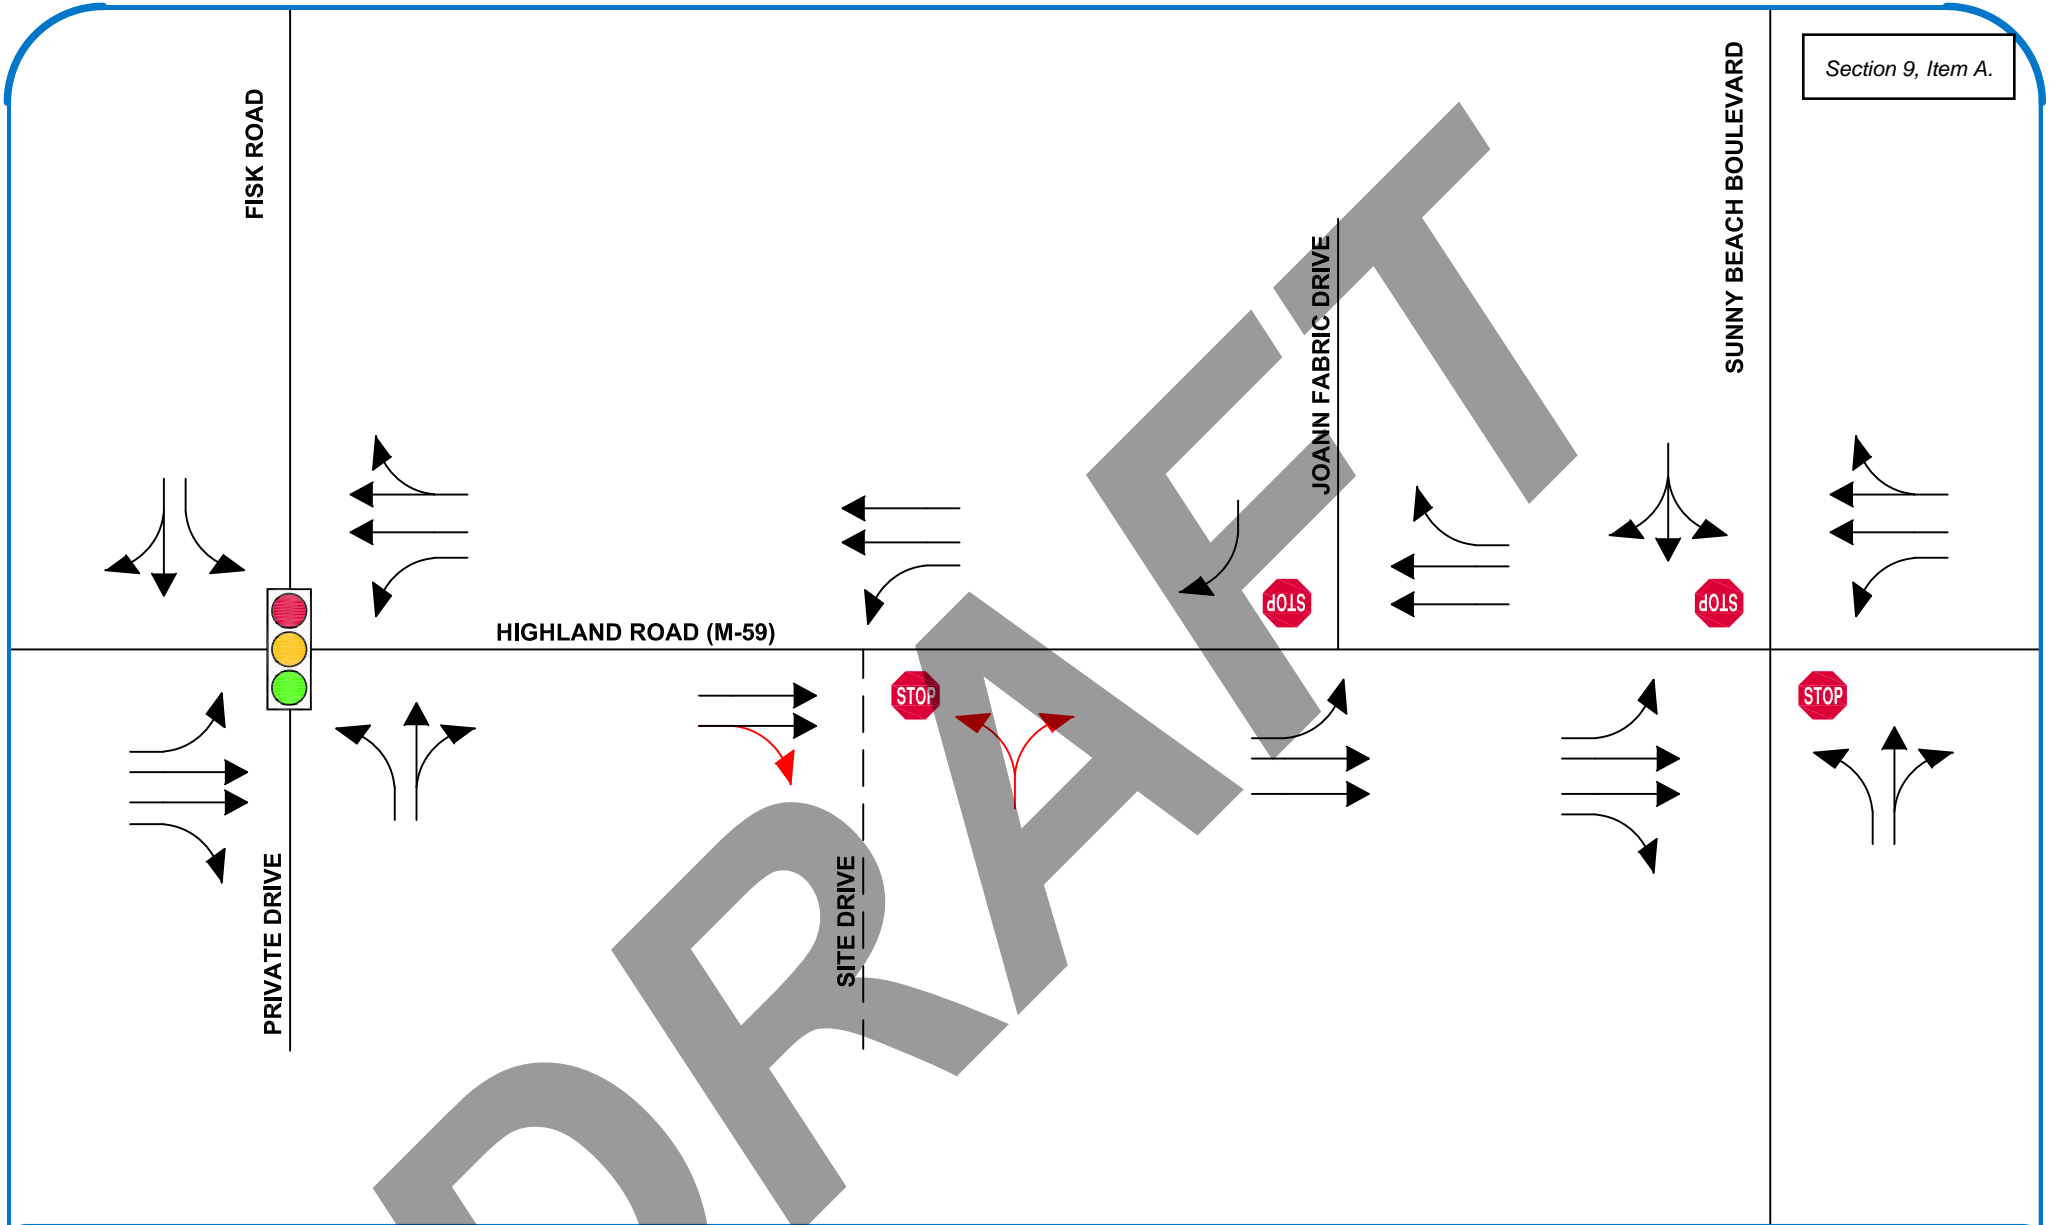 Section 9, Item A.
FISK ROAD
SUNNY BEACH BOULEVARD
JOANN FABRIC DRIVE
STOP
STOP
HIGHLAND ROAD (M-59)
STOP
STOP
PRIVATE DRIVE
SITE DRIVE
DRAFT